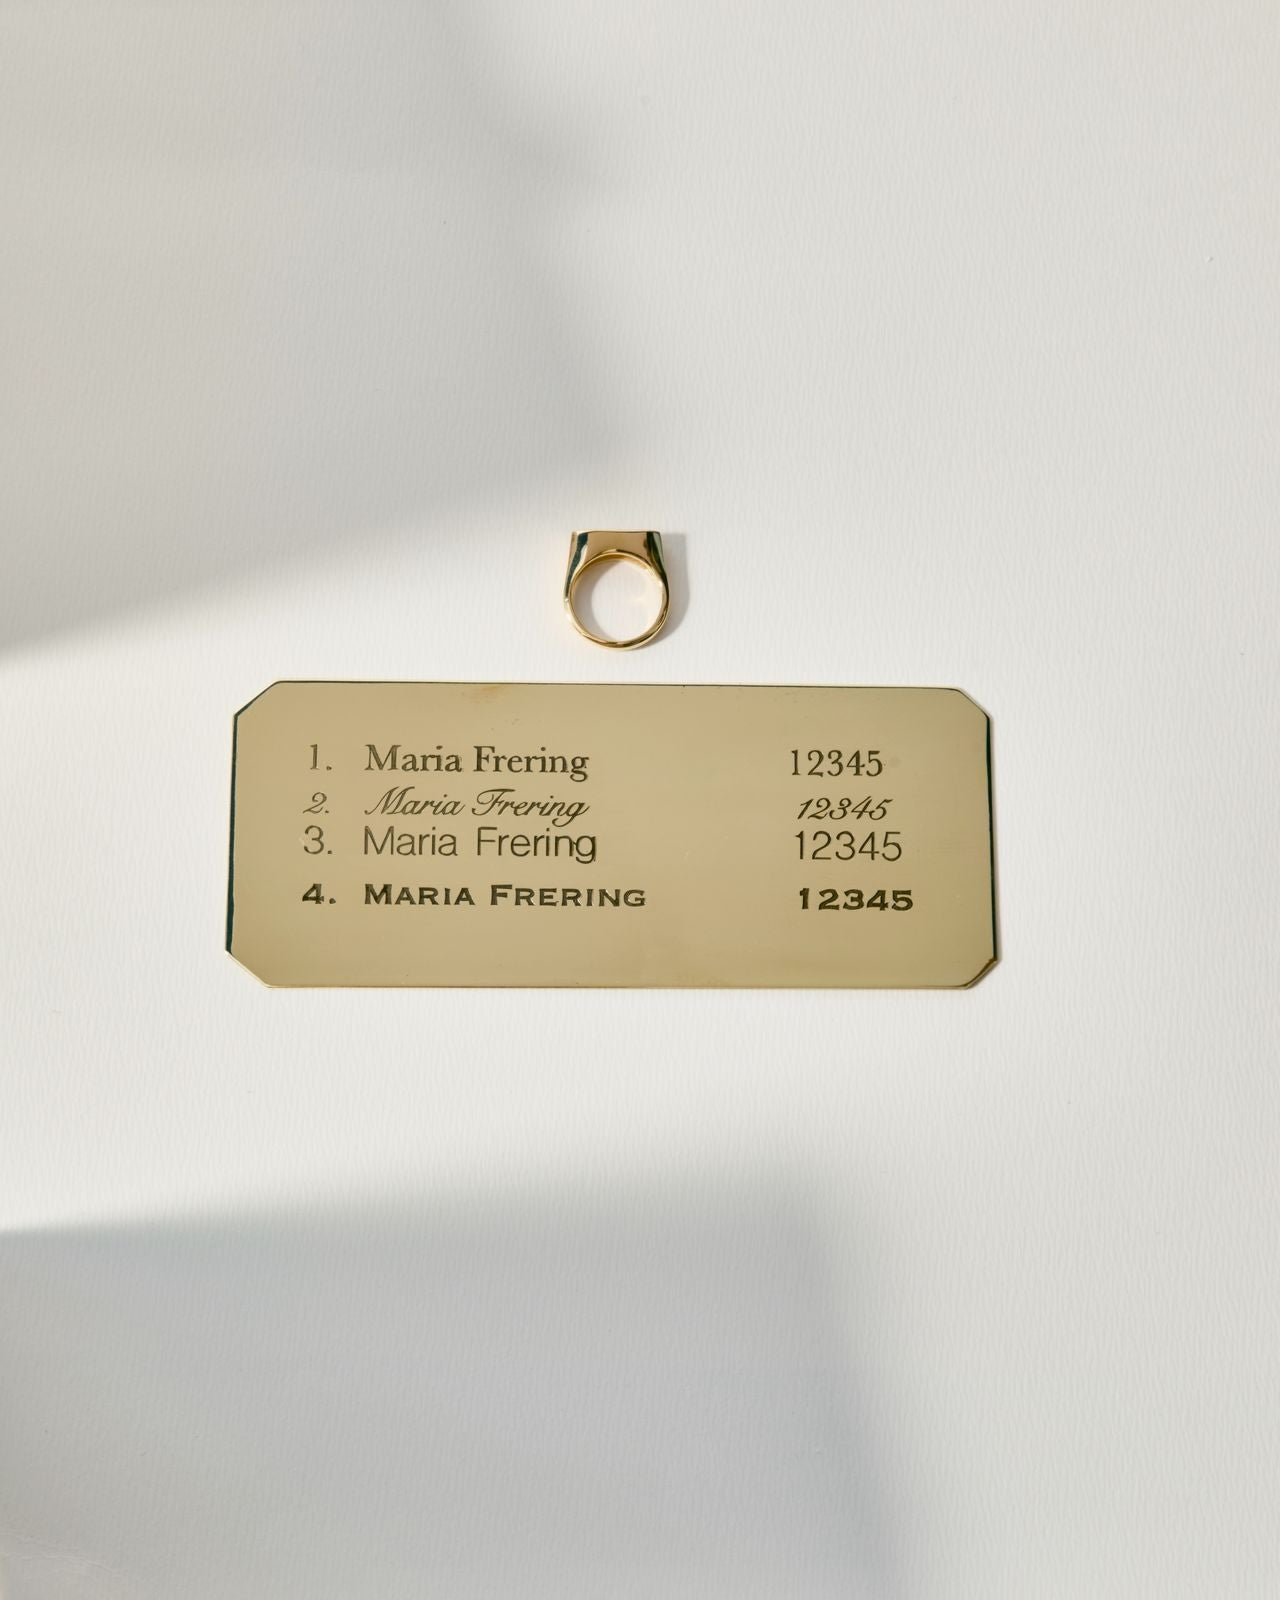 1. Maria Frering 12345
2. Maria Frering 12345
3. Maria Frering 12345
4. MARIA FRERING 12345